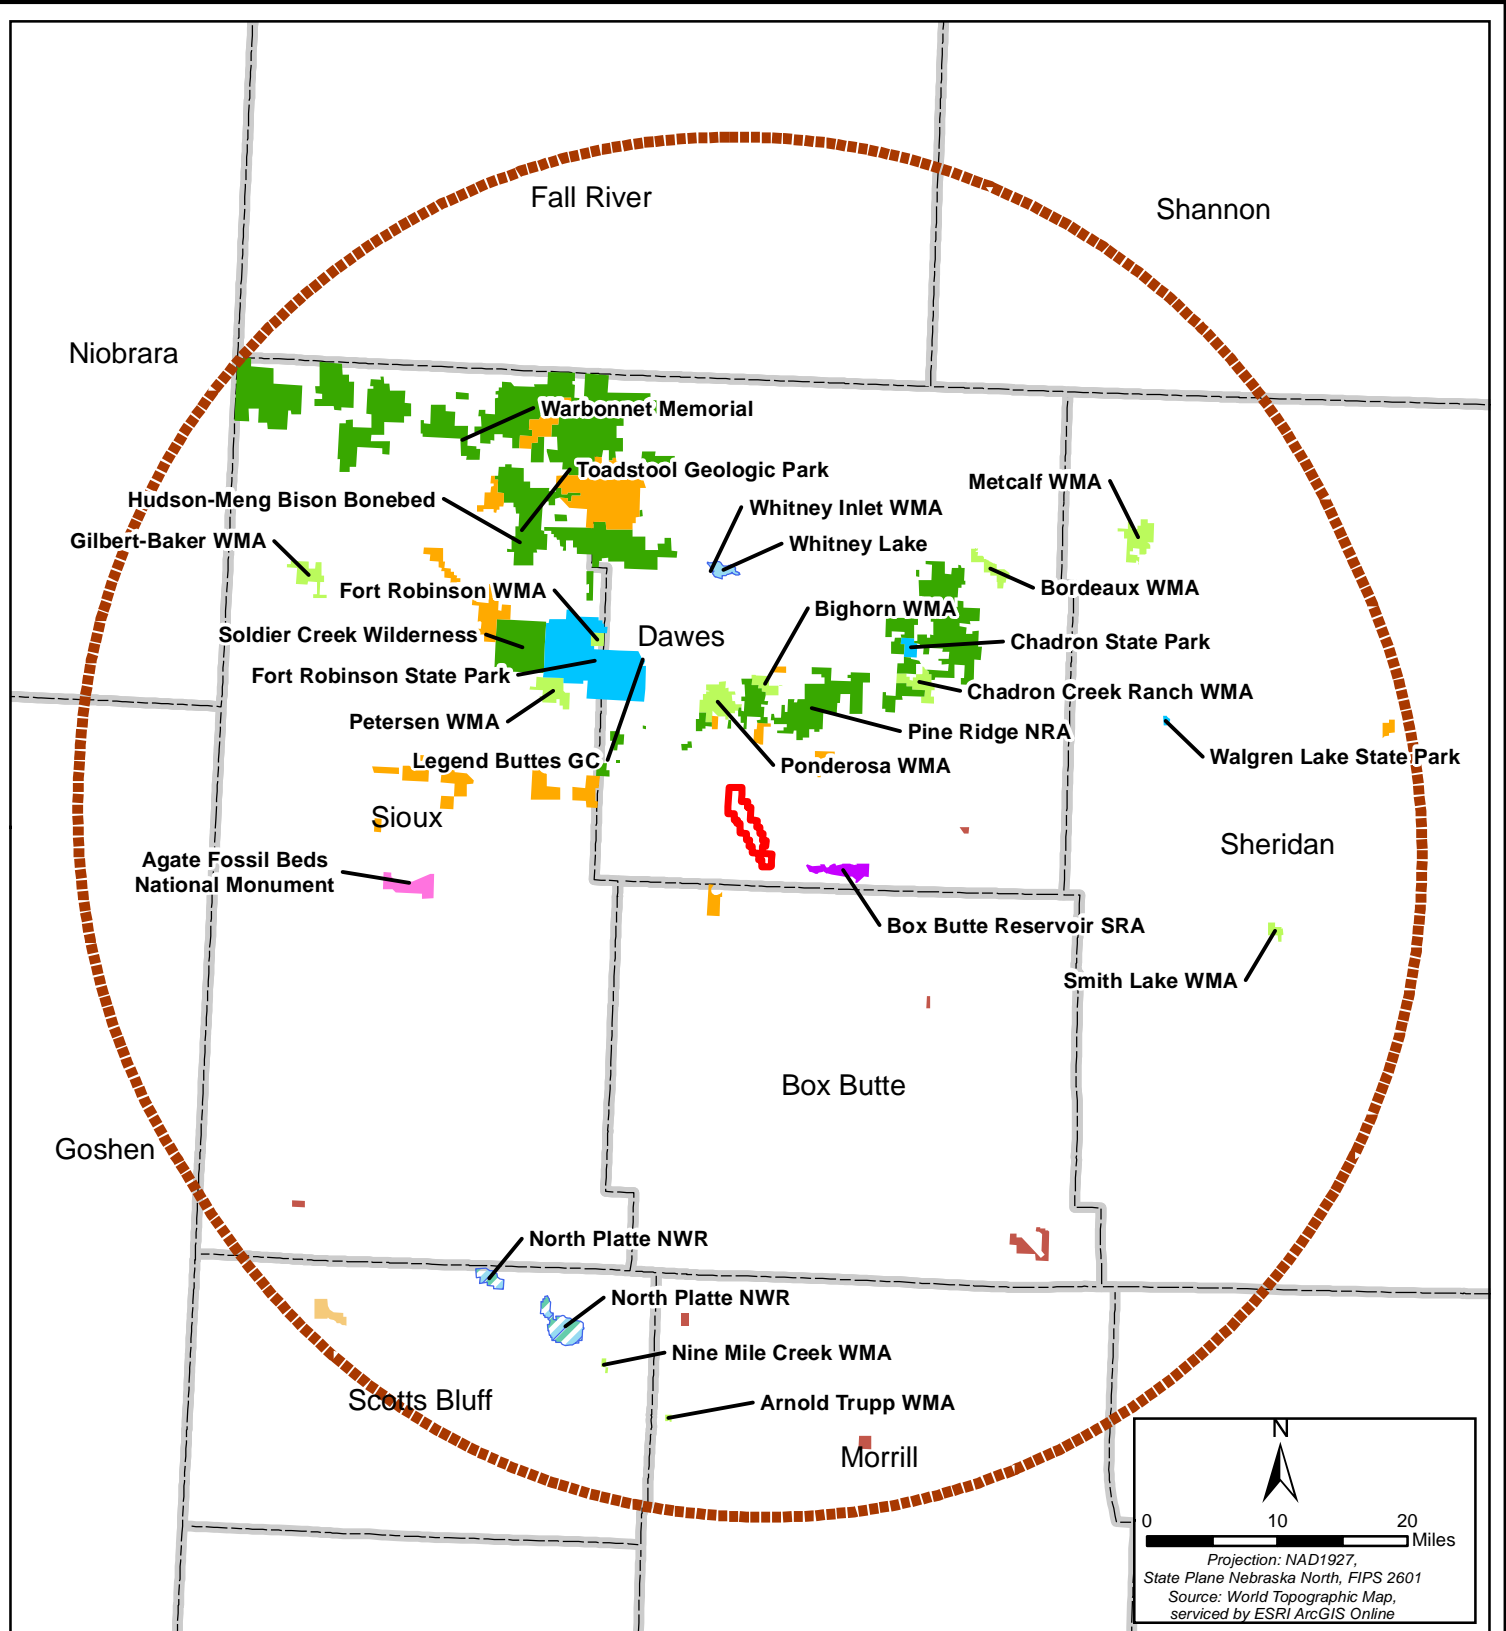 Fall River
Shannon
Niobrara
Warbonnet Memorial
Toadstool Geologic Park
Metcalf WMA
Hudson-Meng Bison Bonebed
Whitney Inlet WMA
Gilbert-Baker WMA
Whitney Lake
Fort Robinson WMA
Bordeaux WMA
Bighorn WMA
Soldier Creek Wilderness
Dawes
Chadron State Park
Fort Robinson State Park
Chadron Creek Ranch WMA
Petersen WMA
Pine Ridge NRA
Legend Buttes GC
Ponderosa WMA
Walgren Lake State Park
Sioux
Sheridan
Agate Fossil Beds
National Monument
Box Butte Reservoir SRA
Smith Lake WMA
Box Butte
Goshen
North Platte NWR
North Platte NWR
Nine Mile Creek WMA
Scotts Bluff
Arnold Trupp WMA
Morrill
N
0 10 20
Miles
Projection: NAD1927,
State Plane Nebraska North, FIPS 2601
Source: World Topographic Map,
serviced by ESRI ArcGIS Online